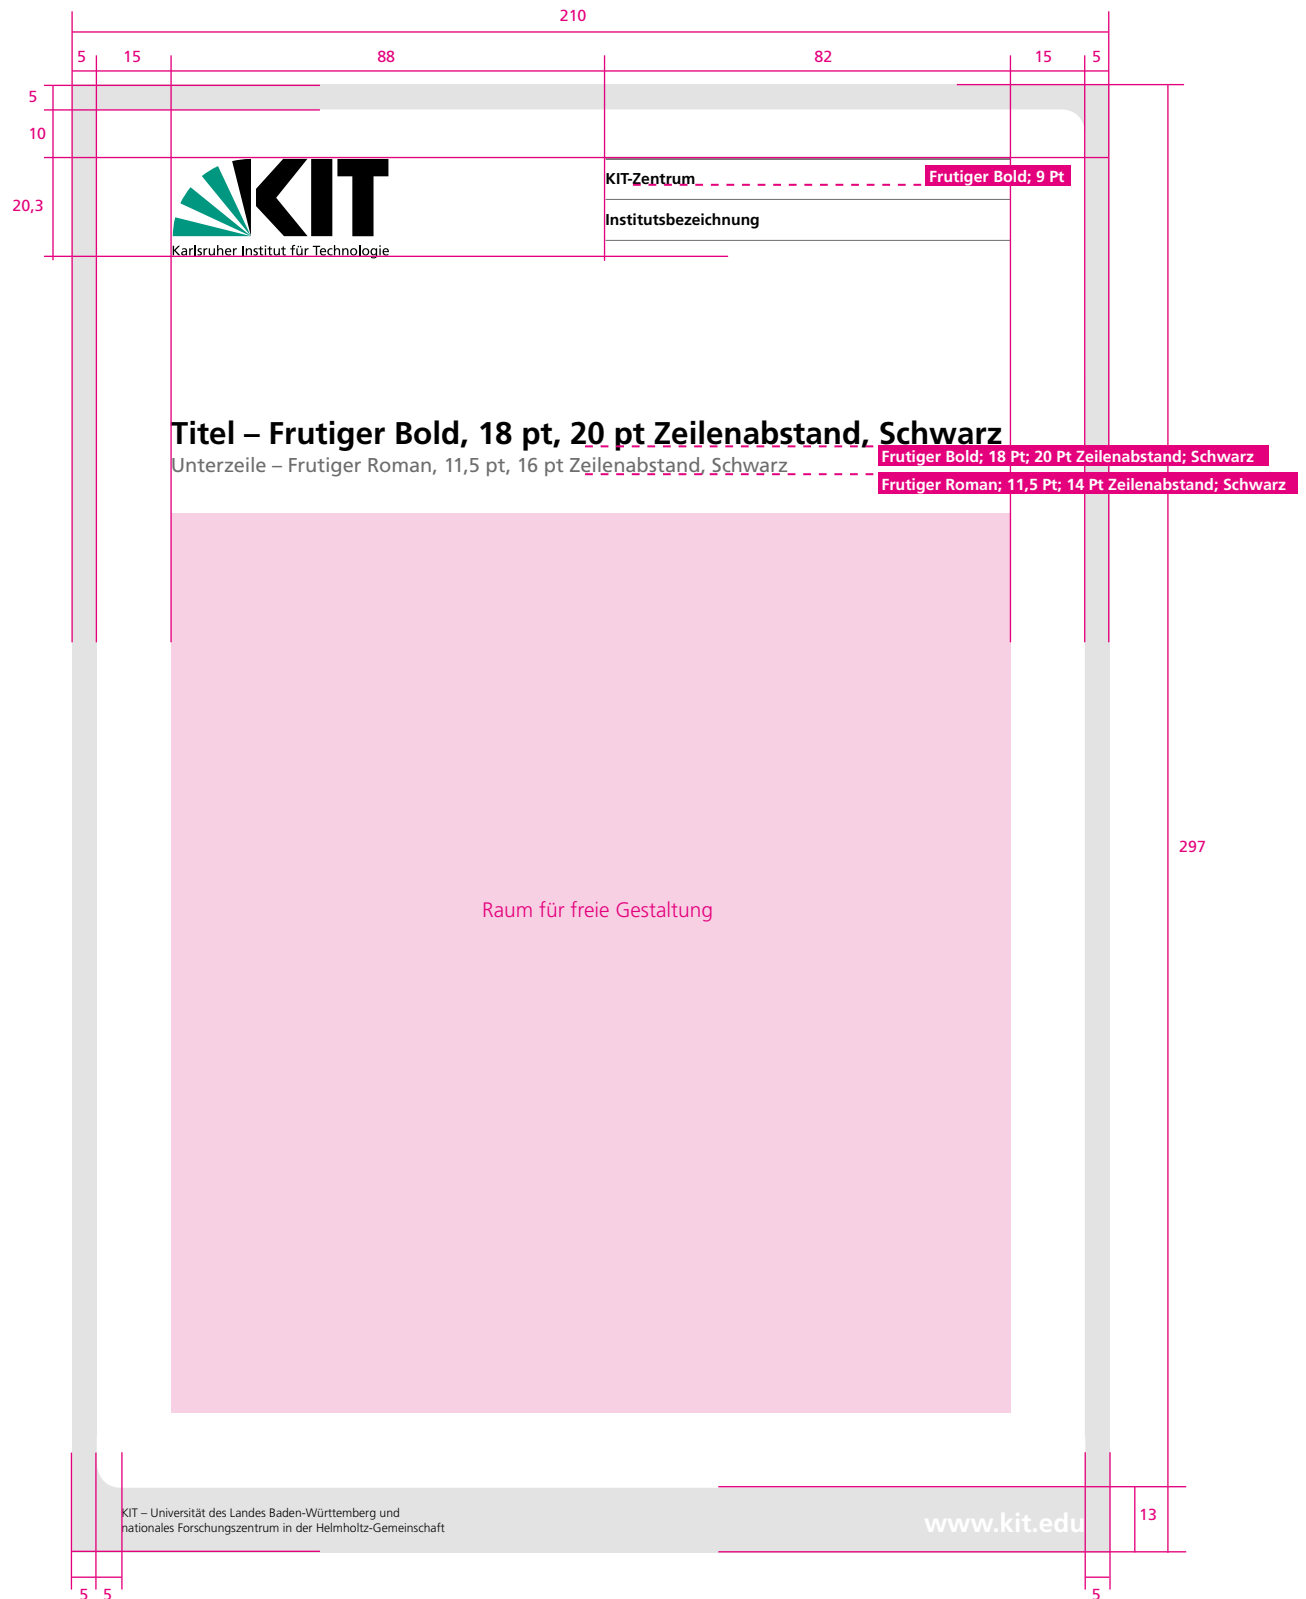 210
5 15 88 82 15 5
5
10
20,3
KIT
Karlsruher Institut für Technologie
KIT-Zentrum
Frutiger Bold; 9 Pt
Institutsbezeichnung
Titel – Frutiger Bold, 18 pt, 20 pt Zeilenabstand, Schwarz
Frutiger Bold; 18 Pt; 20 Pt Zeilenabstand; Schwarz
Unterzeile – Frutiger Roman, 11,5 pt, 16 pt Zeilenabstand, Schwarz
Frutiger Roman; 11,5 Pt; 14 Pt Zeilenabstand; Schwarz
297
Raum für freie Gestaltung
KIT – Universität des Landes Baden-Württemberg und
nationales Forschungszentrum in der Helmholtz-Gemeinschaft
www.kit.edu
13
5 5 5